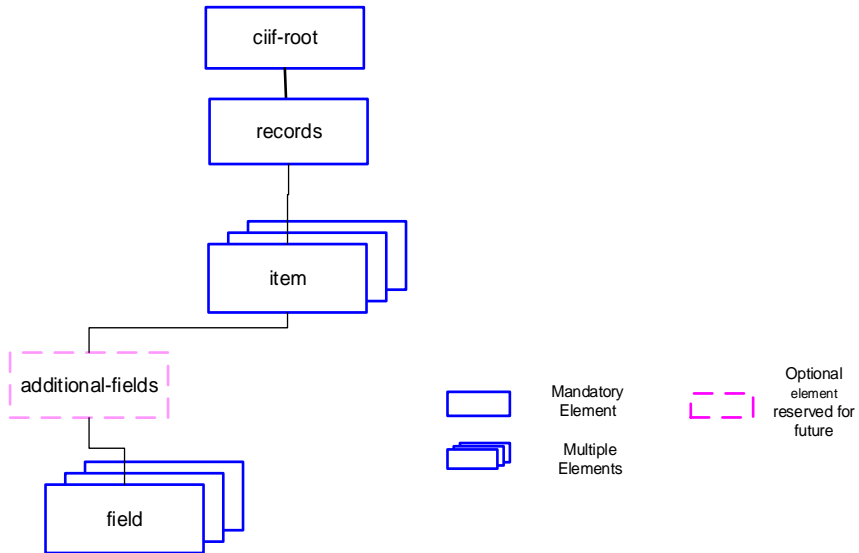 ciif-root
records
item
additional-fields
field
Mandatory
Element
Multiple
Elements
Optional
element
reserved for
future